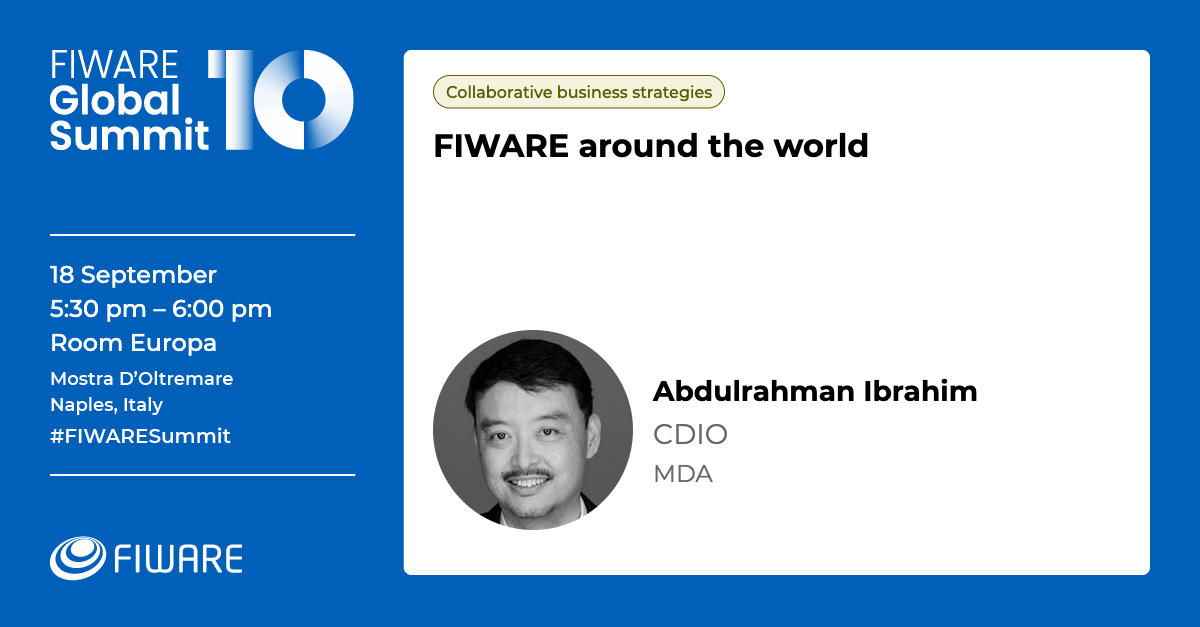 FIWARE
Global
Summit
10
18 September
5:30 pm – 6:00 pm
Room Europa
Mostra D’Oltremare
Naples, Italy
#FIWARESummit
FIWARE
Collaborative business strategies
FIWARE around the world
Abdulrahman Ibrahim
CDIO
MDA